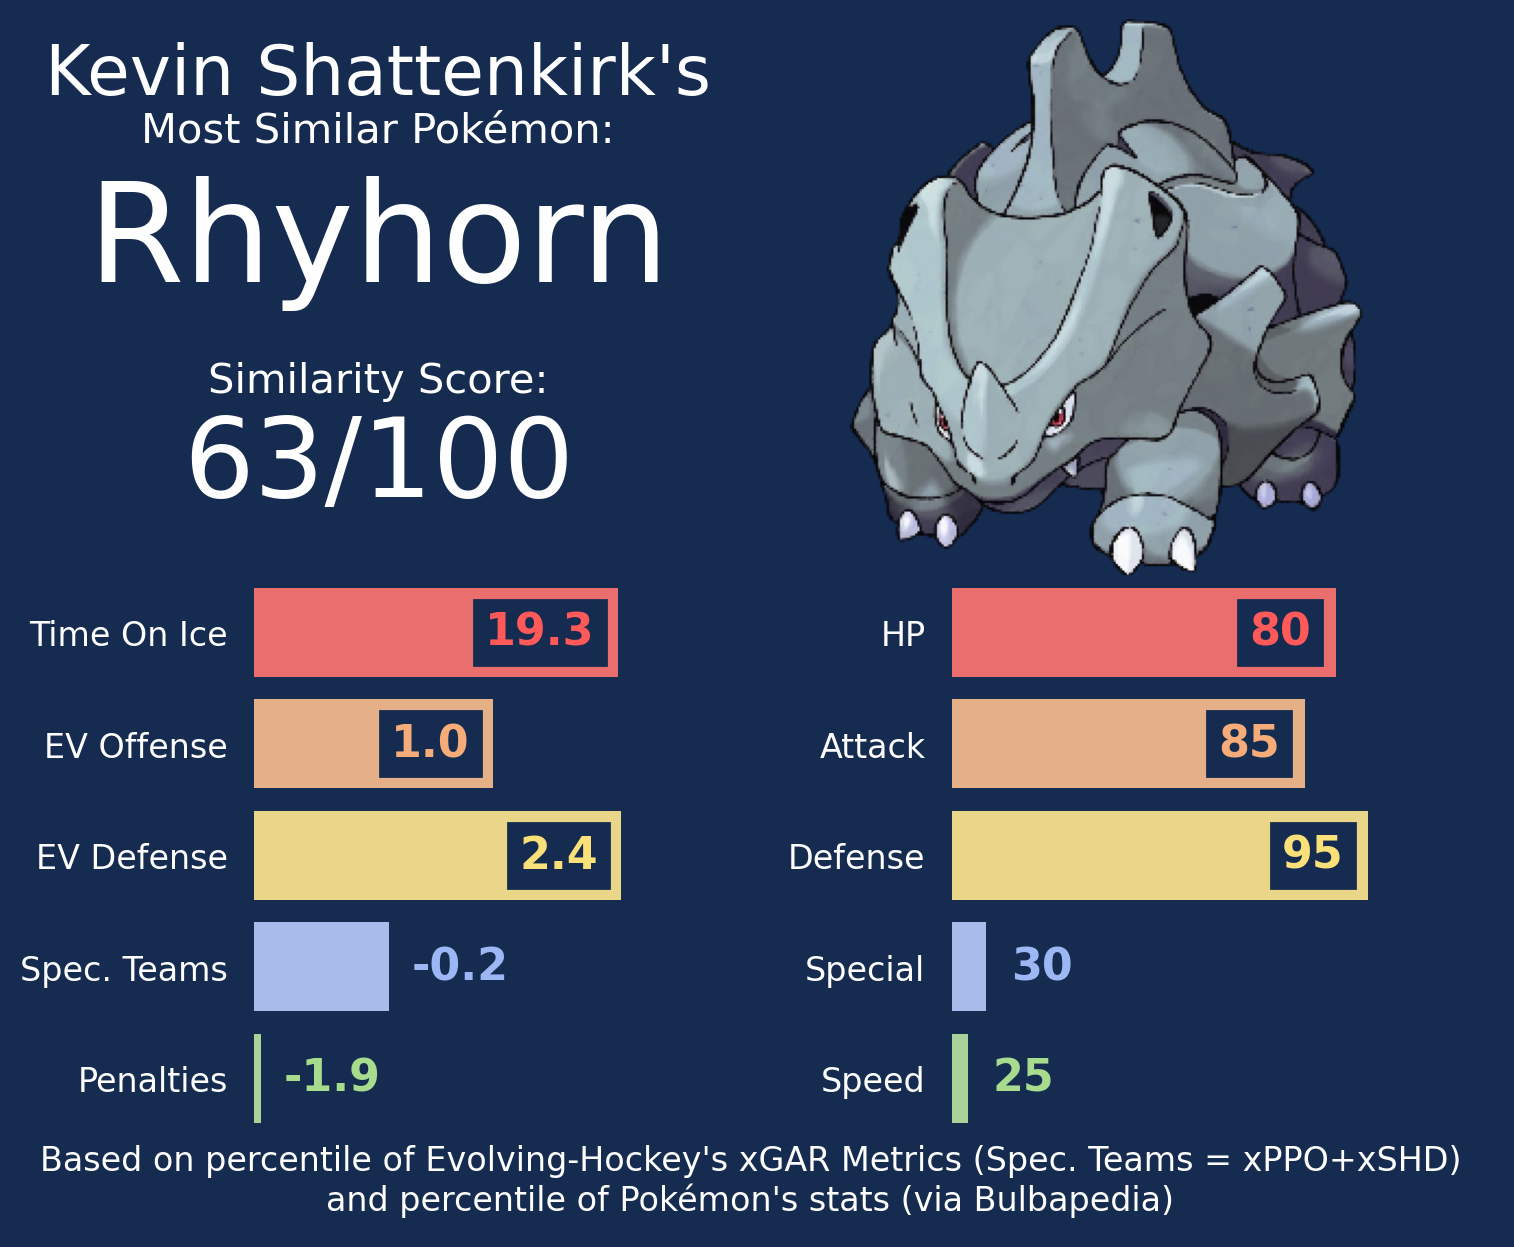 Kevin Shattenkirk's
Most Similar Pokémon:
Rhyhorn
Similarity Score:
63/100
Time On Ice 19.3
EV Offense 1.0
EV Defense 2.4
Spec. Teams -0.2
Penalties -1.9
HP 80
Attack 85
Defense 95
Special 30
Speed 25
Based on percentile of Evolving-Hockey's xGAR Metrics (Spec. Teams = xPPO+xSHD)
and percentile of Pokémon's stats (via Bulbapedia)